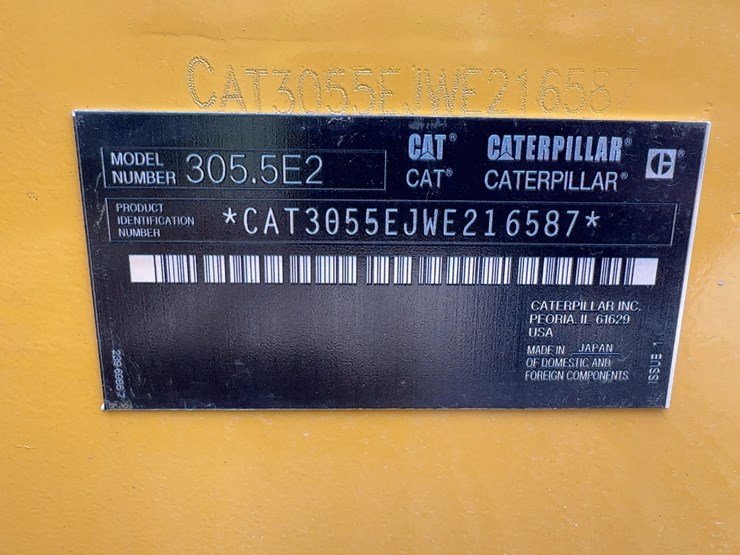 CAT3055EJWE216587
MODEL NUMBER 305.5E2
CAT® CATERPILLAR®
CAT® CATERPILLAR®
PRODUCT IDENTIFICATION NUMBER *CAT3055EJWE216587*
CATERPILLAR INC.
PEORIA, IL 61629
USA
MADE IN JAPAN
OF DOMESTIC AND
FOREIGN COMPONENTS
ISSUE 1